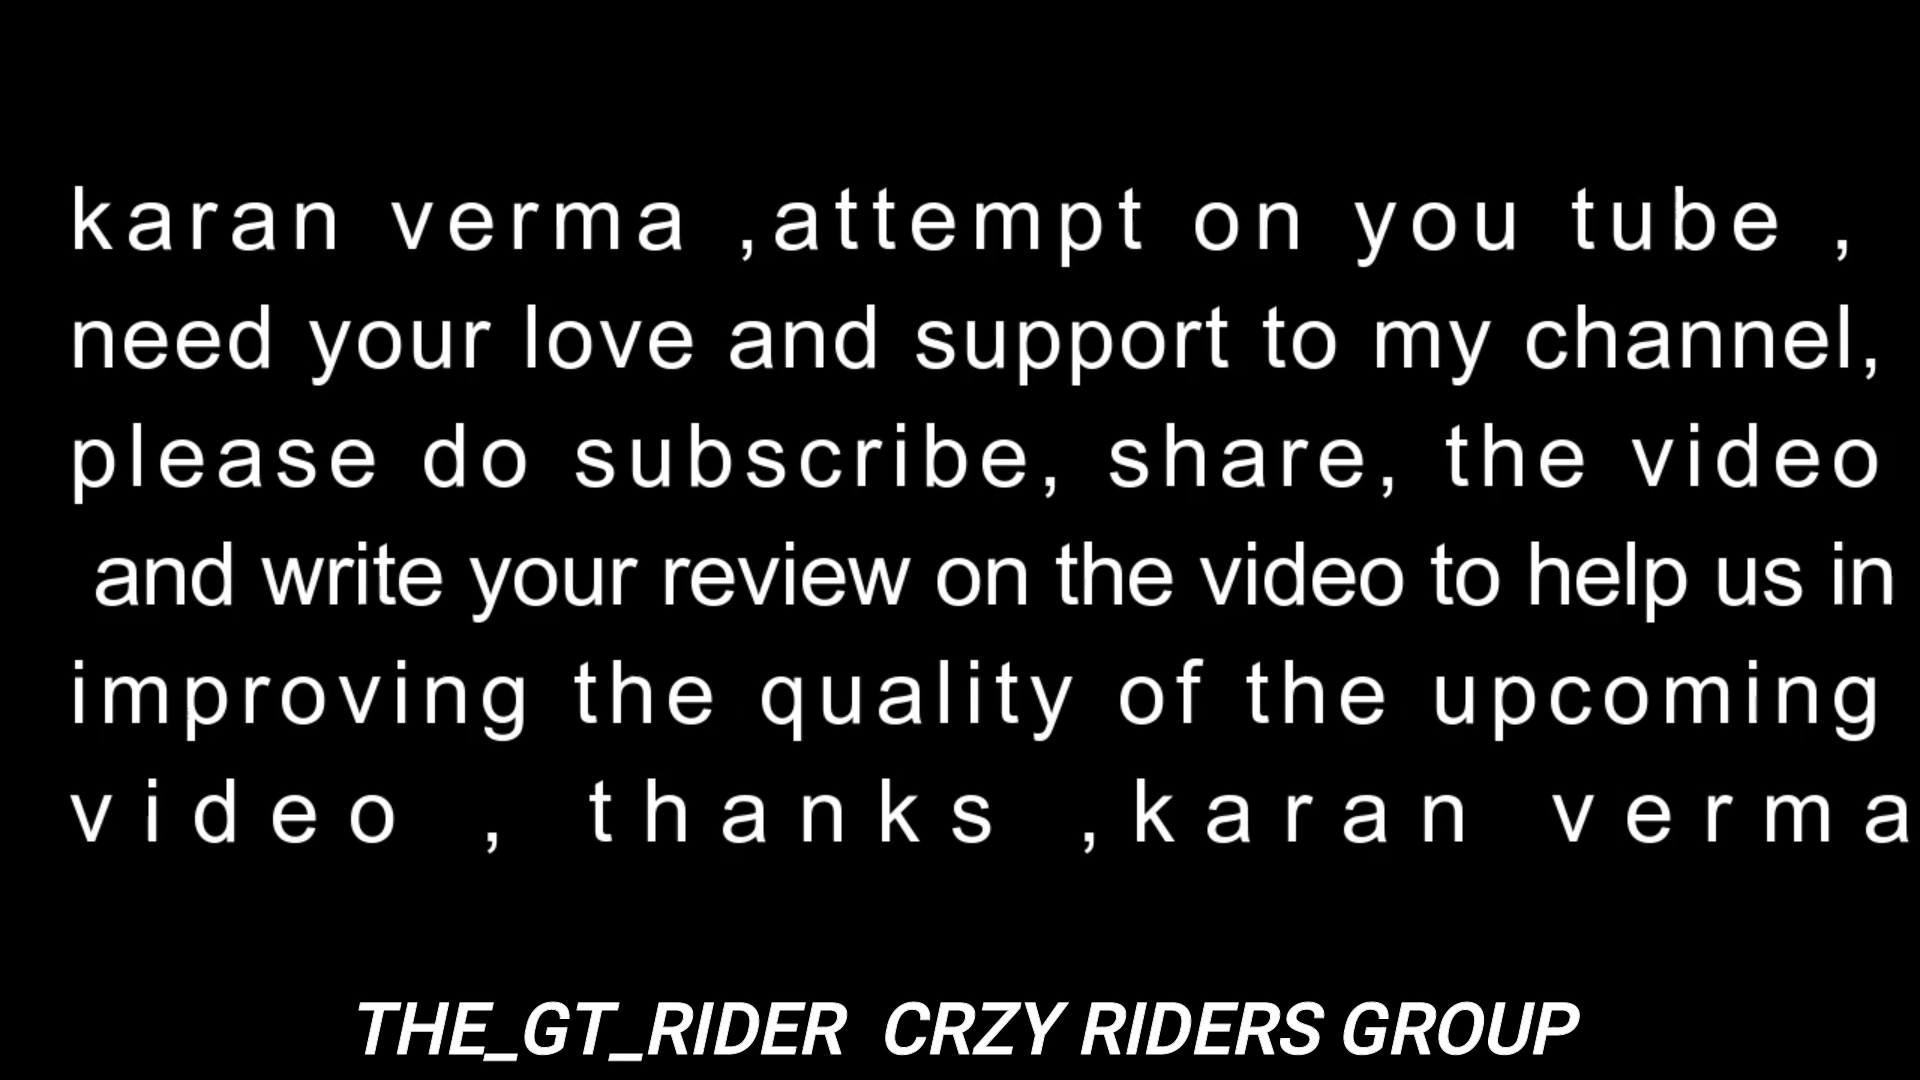 karan verma ,attempt on you tube ,
need your love and support to my channel,
please do subscribe, share, the video
and write your review on the video to help us in
improving the quality of the upcoming
video , thanks ,karan verma
THE_GT_RIDER CRZY RIDERS GROUP